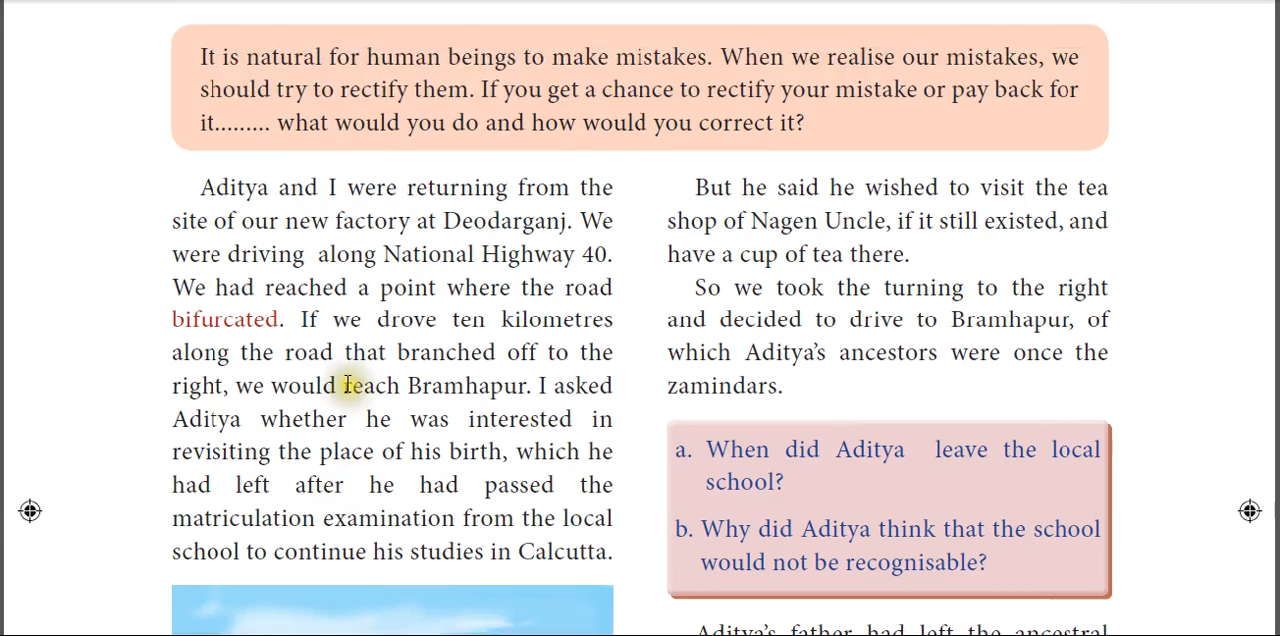 It is natural for human beings to make mistakes. When we realise our mistakes, we
should try to rectify them. If you get a chance to rectify your mistake or pay back for
it......... what would you do and how would you correct it?
Aditya and I were returning from the
site of our new factory at Deodarganj. We
were driving along National Highway 40.
We had reached a point where the road
bifurcated. If we drove ten kilometres
along the road that branched off to the
right, we would reach Bramhapur. I asked
Aditya whether he was interested in
revisiting the place of his birth, which he
had left after he had passed the
matriculation examination from the local
school to continue his studies in Calcutta.
But he said he wished to visit the tea
shop of Nagen Uncle, if it still existed, and
have a cup of tea there.
So we took the turning to the right
and decided to drive to Bramhapur, of
which Aditya’s ancestors were once the
zamindars.
a. When did Aditya leave the local
school?
b. Why did Aditya think that the school
would not be recognisable?
Aditya’s father had left the ancestral